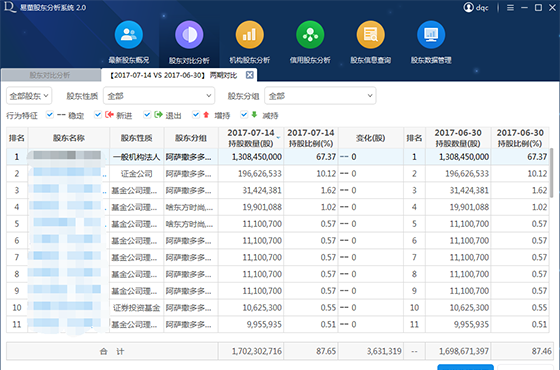 易董股东分析系统 2.0 dqc
最新股东概况 股东对比分析 机构股东分析 信用股东分析 股东信息查询 股东数据管理
股东对比分析 【2017-07-14 VS 2017-06-30】 两期对比
全部股东 股东性质 全部 股东分组 全部
行为特征 -- 稳定 新进 退出 增持 减持
排名 股东名称 股东性质 股东分组 2017-07-14 持股数量(股) 2017-07-14 持股比例(%) 变化(股) 排名 2017-06-30 持股数量(股) 2017-06-30 持股比例(%)
1 一般机构法人 阿萨撒多多... 1,308,450,000 67.37 -- 0 1 1,308,450,000 67.37
2 证金公司 阿萨撒多多... 196,626,533 10.12 -- 0 2 196,626,533 10.12
3 基金公司理... 阿萨撒多多... 31,424,381 1.62 -- 0 3 31,424,381 1.62
4 基金公司理... 啥东方时尚... 19,901,088 1.02 -- 0 4 19,901,088 1.02
5 基金公司理... 啥东方时尚... 11,100,700 0.57 -- 0 5 11,100,700 0.57
6 基金公司理... 阿萨撒多多... 11,100,700 0.57 -- 0 6 11,100,700 0.57
7 基金公司理... 阿萨撒多多... 11,100,700 0.57 -- 0 7 11,100,700 0.57
8 基金公司理... 阿萨撒多多... 11,100,700 0.57 -- 0 8 11,100,700 0.57
9 基金公司理... 阿萨撒多多... 11,100,700 0.57 -- 0 9 11,100,700 0.57
10 证券投资基金 阿萨撒多多... 10,625,300 0.55 -- 0 10 10,625,300 0.55
11 基金公司理... 阿萨撒多多... 9,955,935 0.51 -- 0 11 9,955,935 0.51
合 计 1,702,302,716 87.65 3,631,319 -- 1,698,671,397 87.46